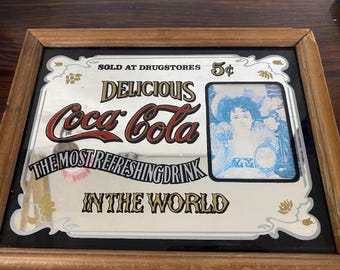 SOLD AT DRUGSTORES 5¢
DELICIOUS
Coca-Cola
THE MOST REFRESHING DRINK
IN THE WORLD